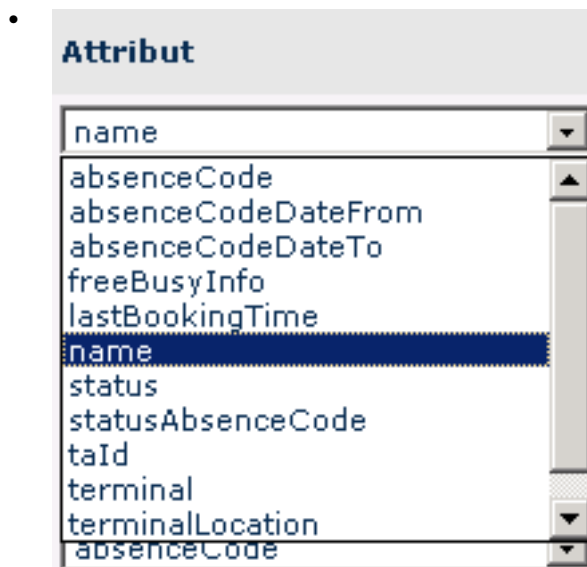 Attribut
name
absenceCode
absenceCodeDateFrom
absenceCodeDateTo
freeBusyInfo
lastBookingTime
name
status
statusAbsenceCode
taId
terminal
terminalLocation
absenceCode